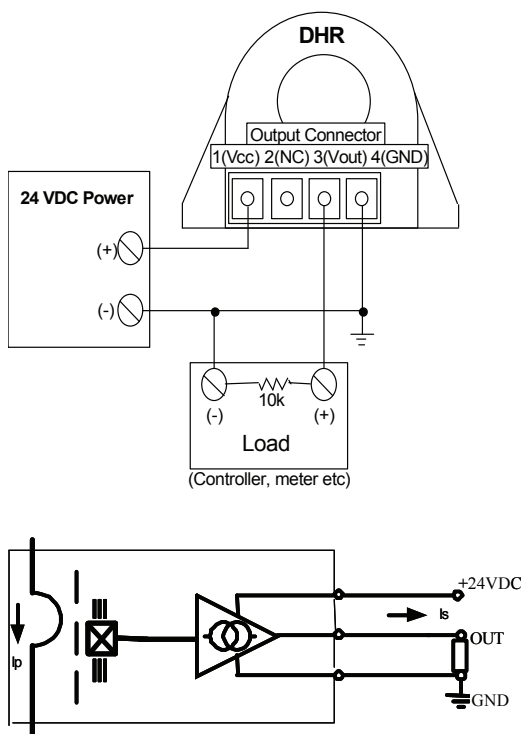 DHR
Output Connector
1(Vcc) 2(NC) 3(Vout) 4(GND)
24 VDC Power
(+)
(-)
10k
(-) (+)
Load
(Controller, meter etc)
+24VDC
Is
OUT
Ip
GND